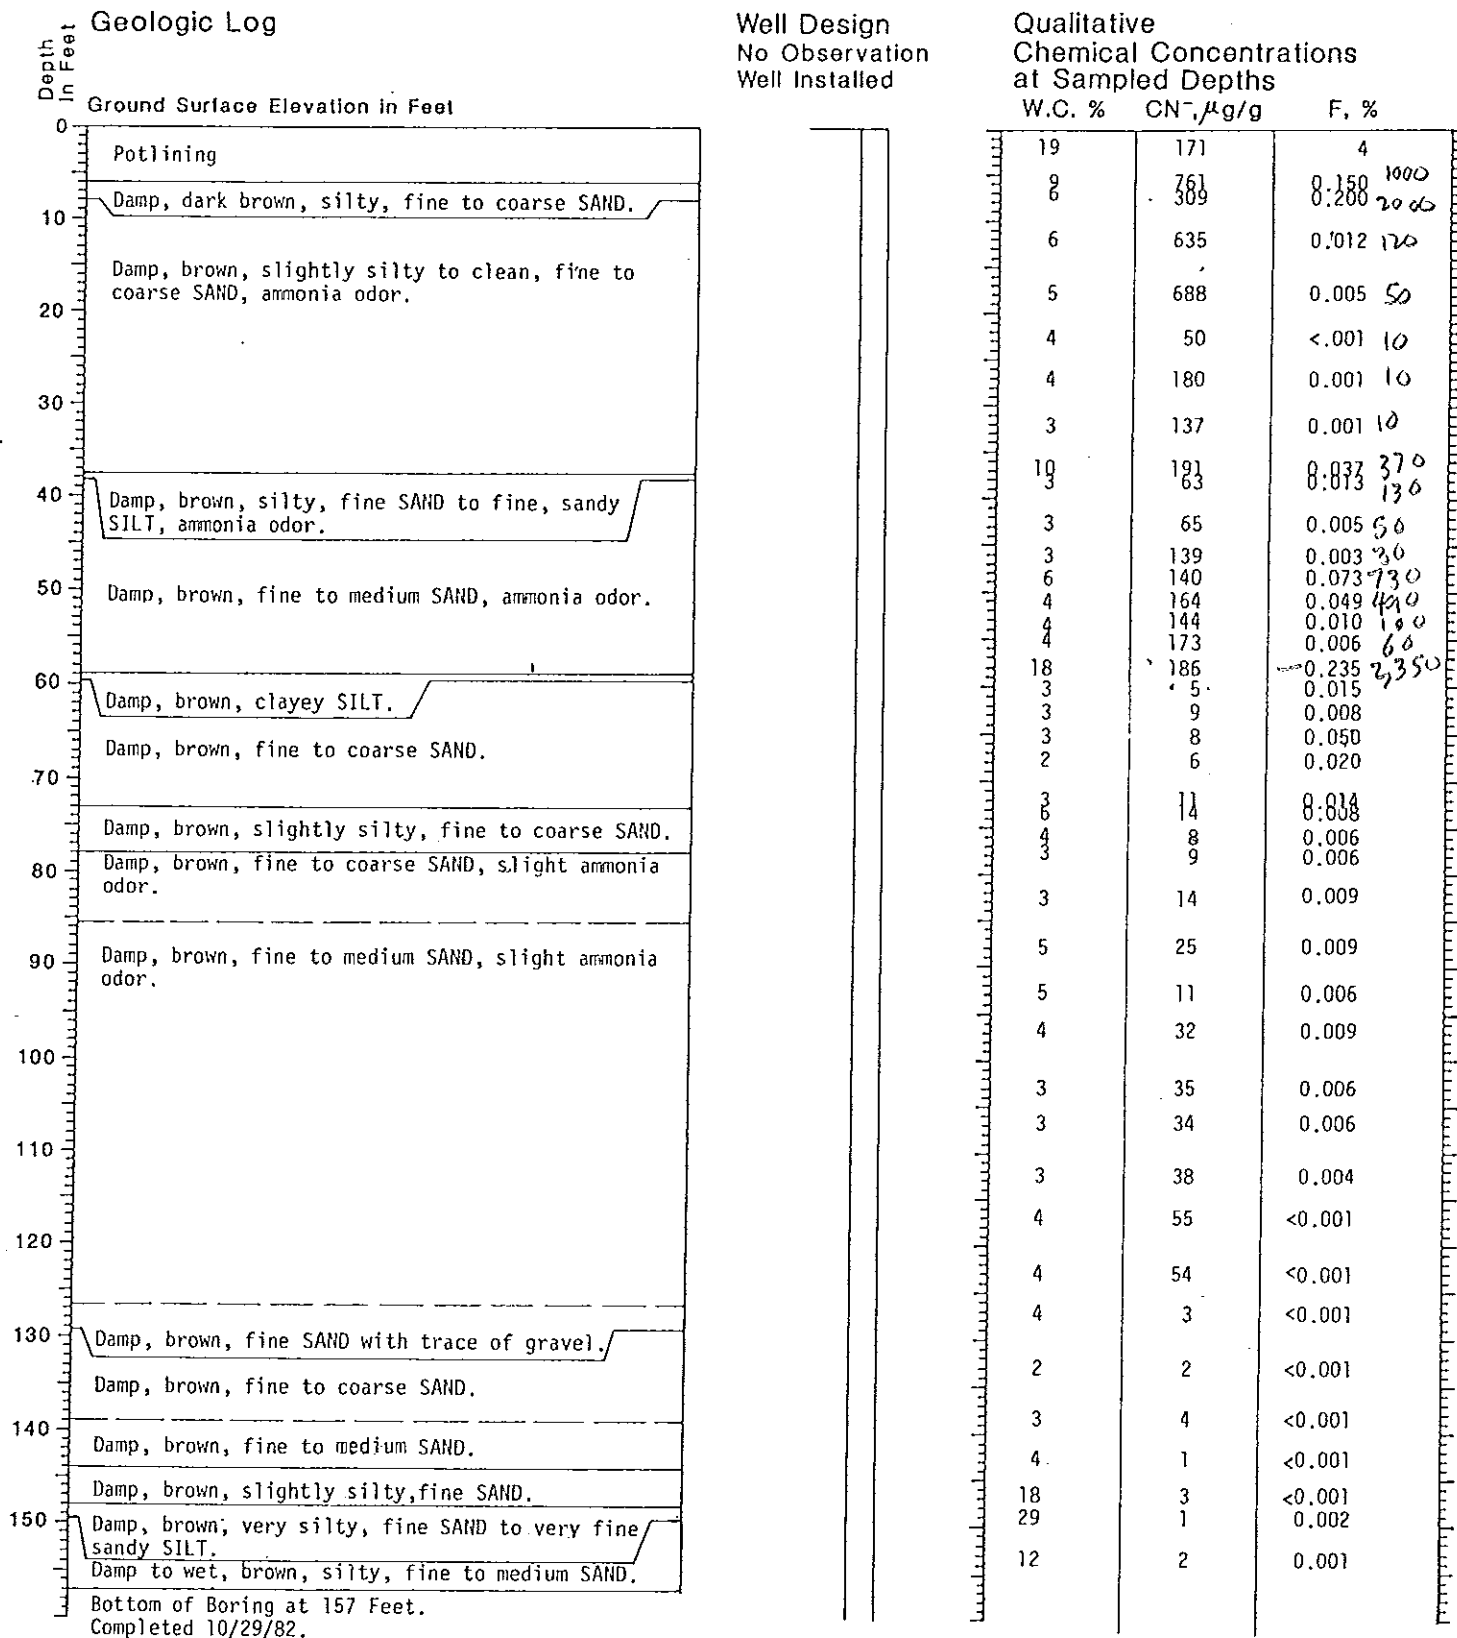 Geologic Log
Depth
In Feet
Ground Surface Elevation in Feet
Well Design
No Observation
Well Installed
Qualitative
Chemical Concentrations
at Sampled Depths
W.C. % CN⁻, µg/g F, %
0
Potlining
19 171 4
9 761 0.150 1000
6 309 0.200 2000
Damp, dark brown, silty, fine to coarse SAND.
10
6 635 0.012 120
Damp, brown, slightly silty to clean, fine to
coarse SAND, ammonia odor.
5 688 0.005 50
20
4 50 <.001 10
4 180 0.001 10
30
3 137 0.001 10
10 191 0.037 370
3 63 0.013 130
40
Damp, brown, silty, fine SAND to fine, sandy
SILT, ammonia odor.
3 65 0.005 50
3 139 0.003 30
50
Damp, brown, fine to medium SAND, ammonia odor.
6 140 0.073 730
4 164 0.049 490
4 144 0.010 100
4 173 0.006 60
18 186 0.235 2,350
60
3 5 0.015
Damp, brown, clayey SILT.
3 9 0.008
Damp, brown, fine to coarse SAND.
3 8 0.050
2 6 0.020
70
3 11 0.014
6 14 0.008
Damp, brown, slightly silty, fine to coarse SAND.
4 8 0.006
3 9 0.006
80
Damp, brown, fine to coarse SAND, slight ammonia
odor.
3 14 0.009
90
Damp, brown, fine to medium SAND, slight ammonia
odor.
5 25 0.009
5 11 0.006
4 32 0.009
100
3 35 0.006
3 34 0.006
110
3 38 0.004
4 55 <0.001
120
4 54 <0.001
4 3 <0.001
130
Damp, brown, fine SAND with trace of gravel.
2 2 <0.001
Damp, brown, fine to coarse SAND.
3 4 <0.001
140
Damp, brown, fine to medium SAND.
4 1 <0.001
Damp, brown, slightly silty,fine SAND.
18 3 <0.001
150
29 1 0.002
Damp, brown, very silty, fine SAND to very fine
sandy SILT.
12 2 0.001
Damp to wet, brown, silty, fine to medium SAND.
Bottom of Boring at 157 Feet.
Completed 10/29/82.